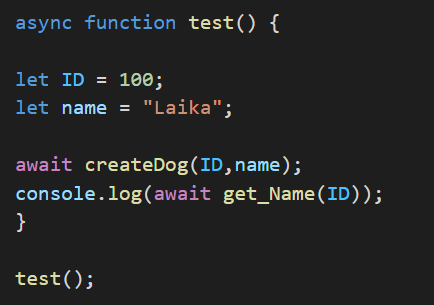 async function test() {
let ID = 100;
let name = "Laika";
await createDog(ID,name);
console.log(await get_Name(ID));
}
test();